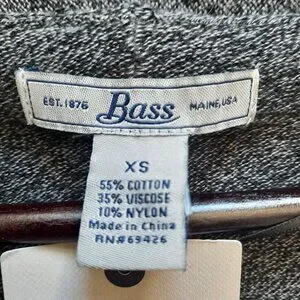 EST. 1876 Bass MAINE, USA
XS
55% COTTON
35% VISCOSE
10% NYLON
Made in China
RN#69426